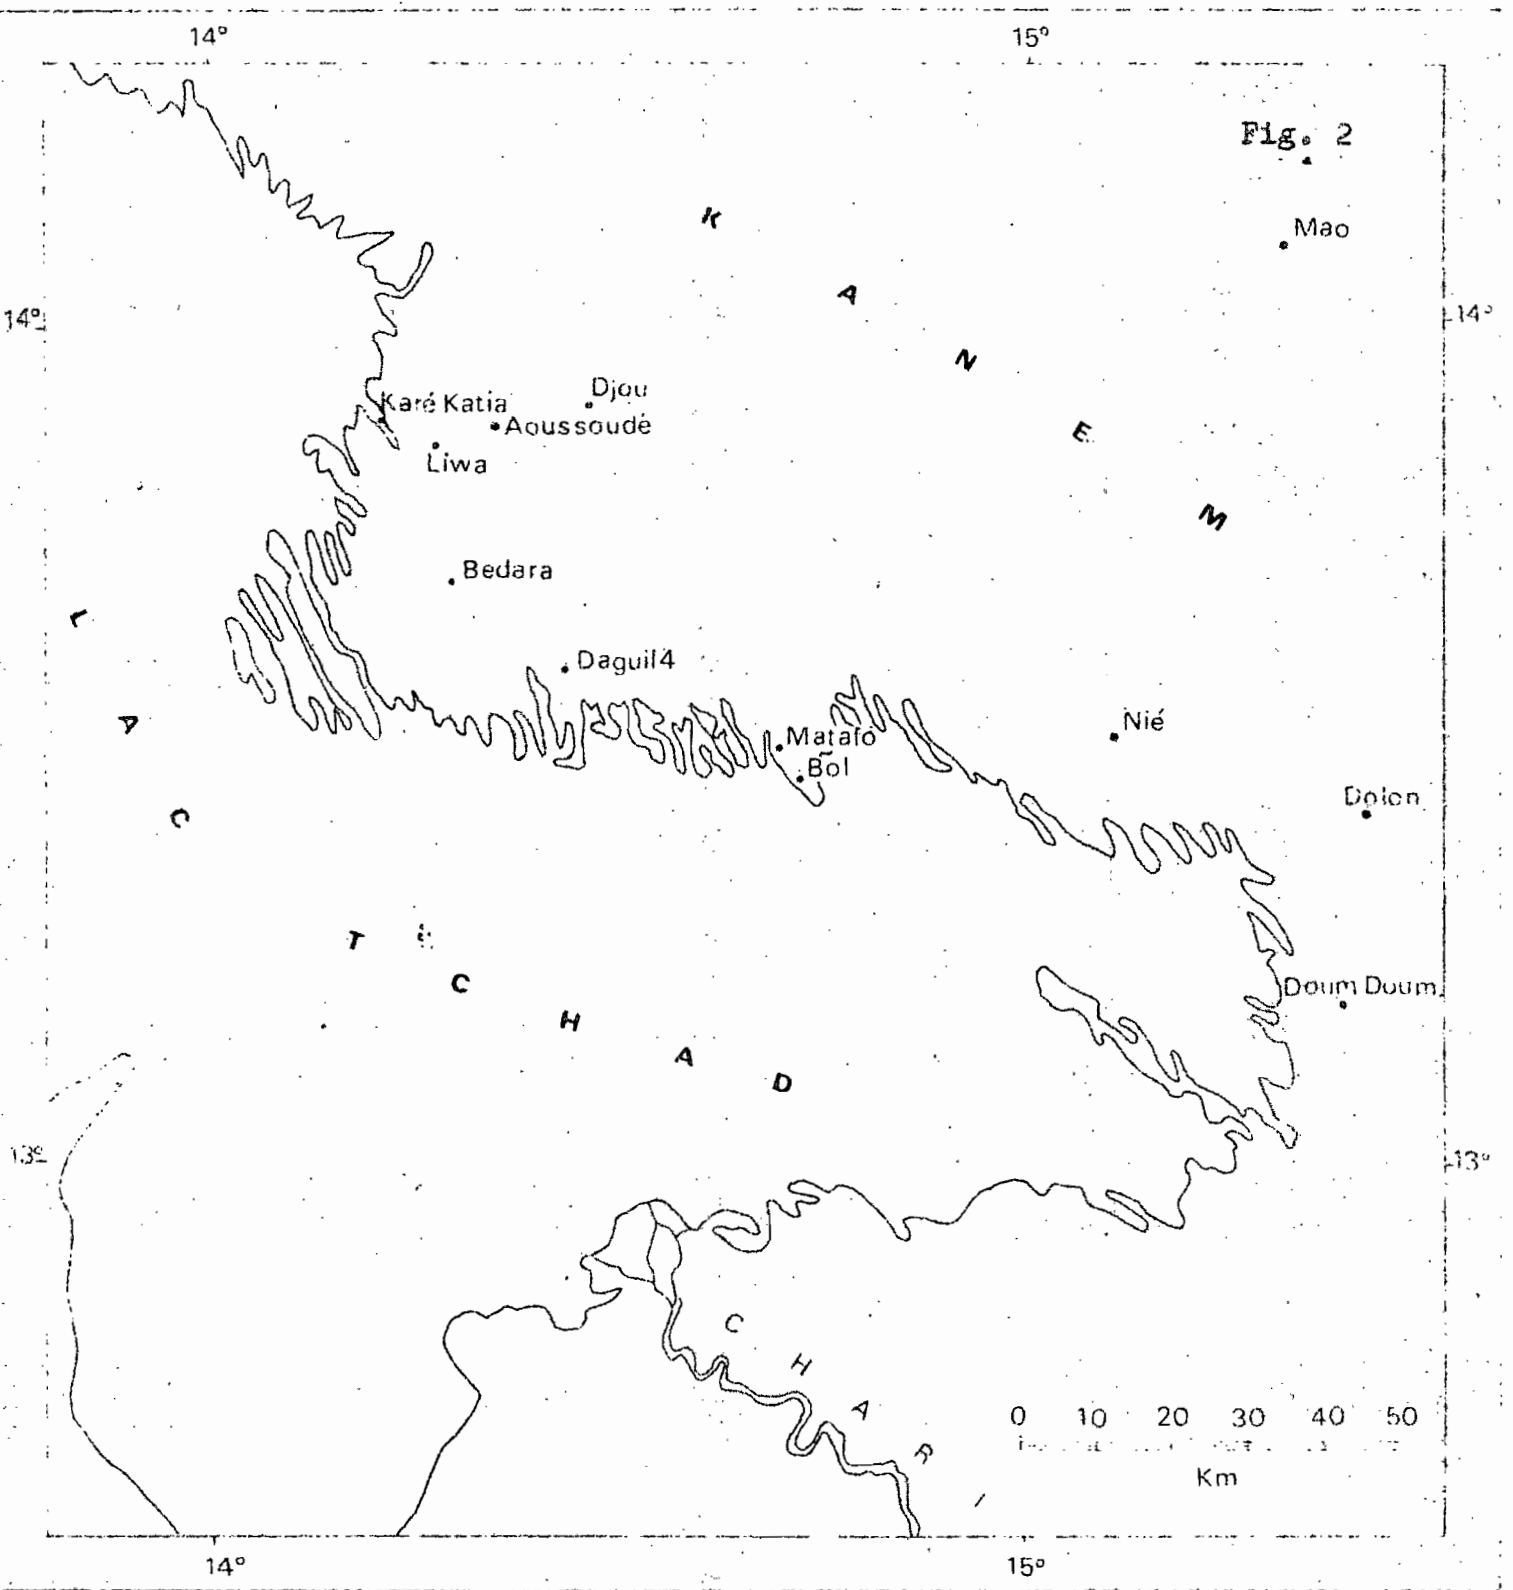 14° 15°
Fig. 2
Mao
K A N E M
14° 14°
Djou
Karé Katia
Aoussoudé
Liwa
Bedara
Daguil4
Matafo
Bol
Nié
Dolon
Doum Doum
L A C T C H A D
13° 13°
C H A R I
0 10 20 30 40 50
Km
14° 15°